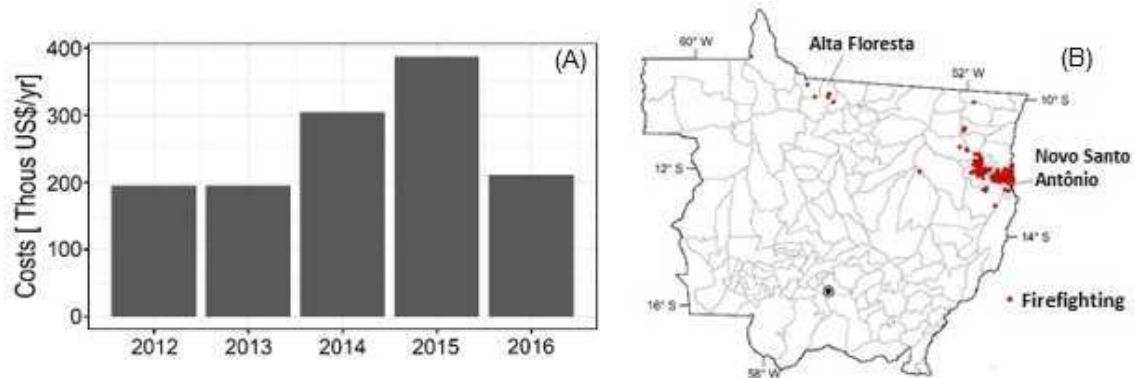 (A)
Costs [ Thous US$/yr]
400
300
200
100
0
2012 2013 2014 2015 2016
(B)
60° W
Alta Floresta
52° W
10° S
12° S
Novo Santo
Antônio
14° S
16° S
Firefighting
56° W